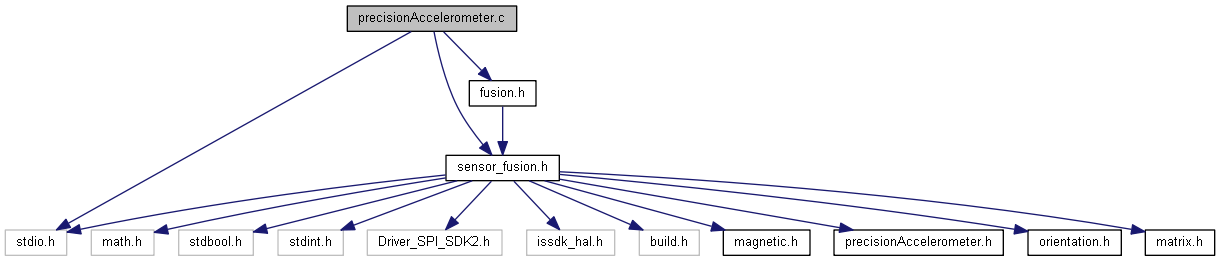 precisionAccelerometer.c
fusion.h
sensor_fusion.h
stdio.h
math.h
stdbool.h
stdint.h
Driver_SPI_SDK2.h
issdk_hal.h
build.h
magnetic.h
precisionAccelerometer.h
orientation.h
matrix.h